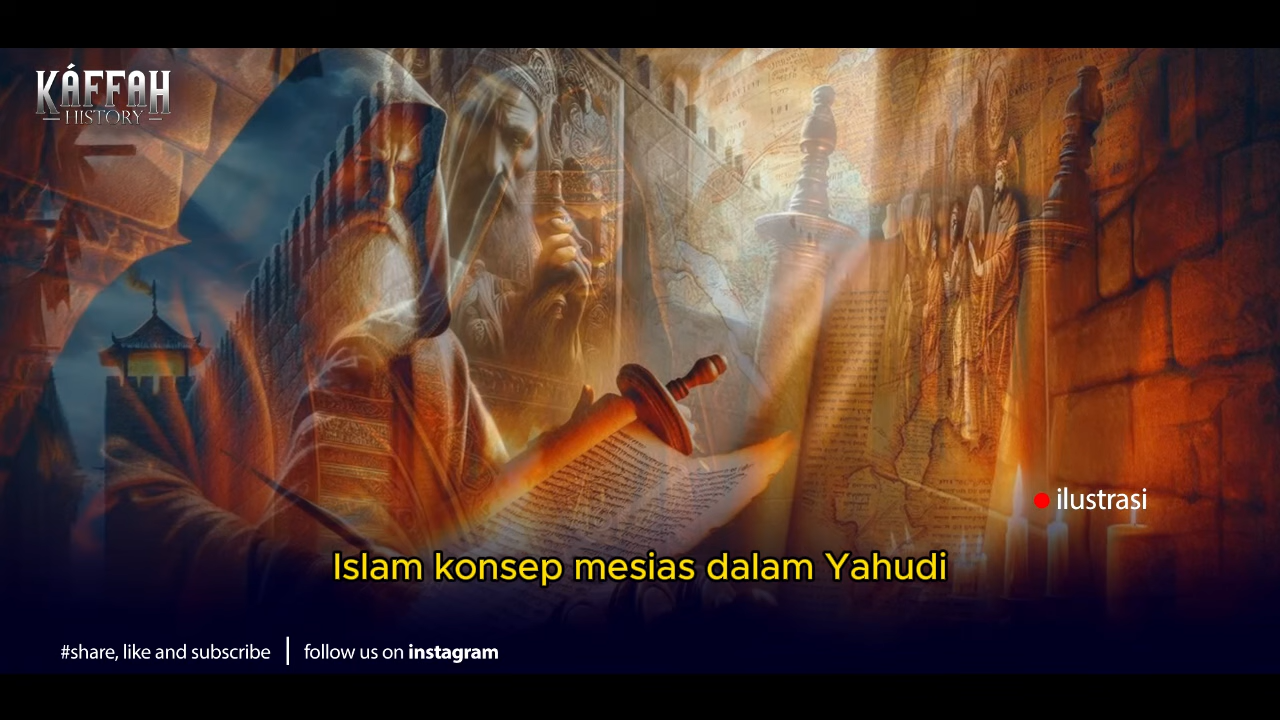 KÁFFAH
HISTORY
ilustrasi
Islam konsep mesias dalam Yahudi
#share, like and subscribe | follow us on instagram